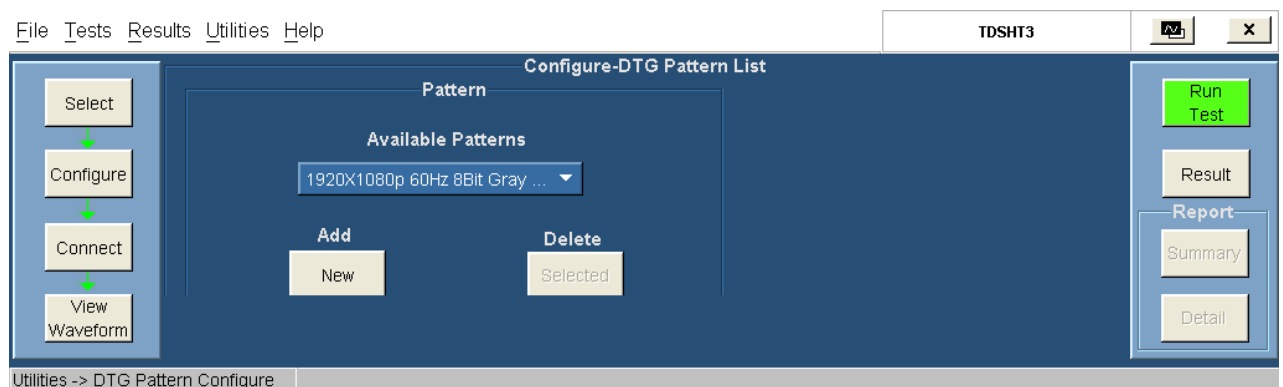 File Tests Results Utilities Help
TDSHT3
x
Select
Configure
Connect
View
Waveform
Configure-DTG Pattern List
Pattern
Available Patterns
1920X1080p 60Hz 8Bit Gray ...
Add
New
Delete
Selected
Run
Test
Result
Report
Summary
Detail
Utilities -> DTG Pattern Configure